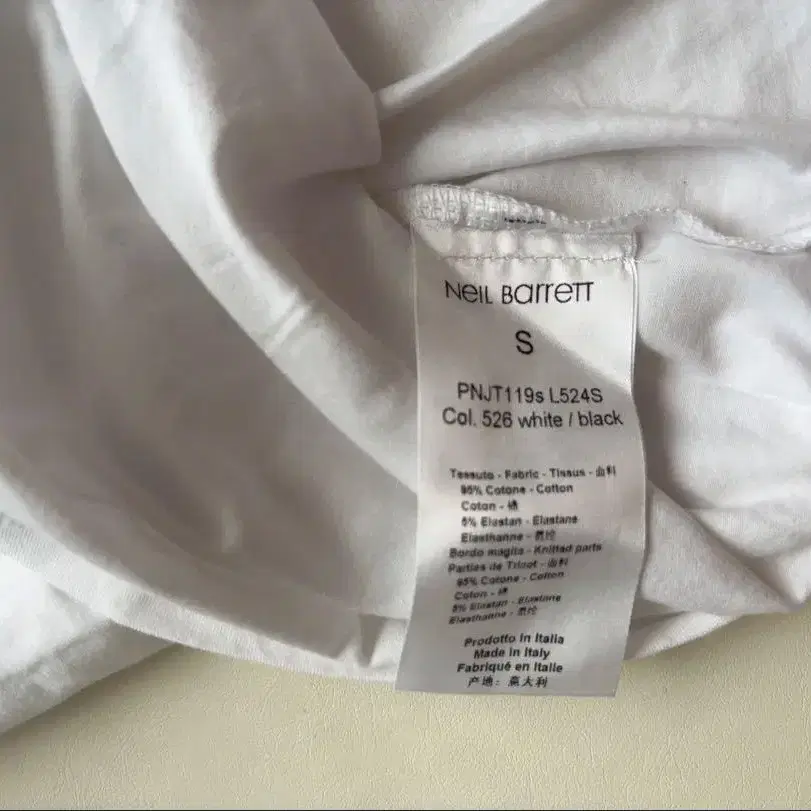 NEIL BARRETT
S
PNJT119s L524S
Col. 526 white / black
Tessuto - Fabric - Tissus - 面料
95% Cotone - Cotton
Coton - 棉
5% Elastan - Elastane
Elasthanne - 氨纶
Bordo maglia - Knitted parts
Parties de Tricot - 面料
95% Cotone - Cotton
Coton - 棉
5% Elastan - Elastane
Elasthanne - 氨纶
Prodotto in Italia
Made in Italy
Fabriqué en Italie
产地: 意大利